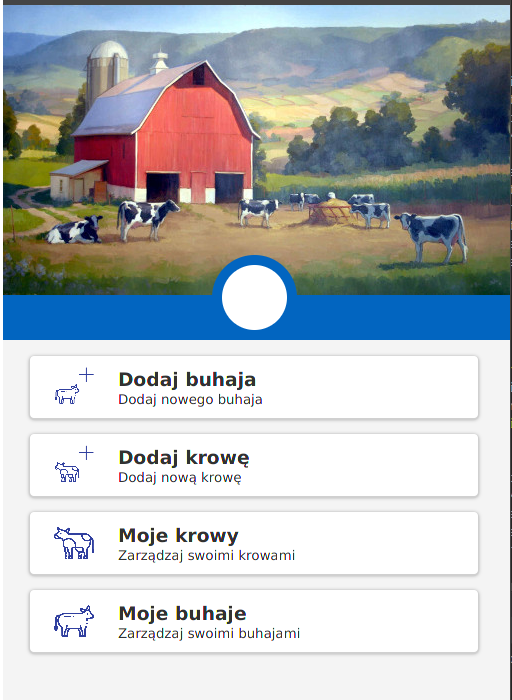 Dodaj buhaja
Dodaj nowego buhaja
Dodaj krowę
Dodaj nową krowę
Moje krowy
Zarządzaj swoimi krowami
Moje buhaje
Zarządzaj swoimi buhajami